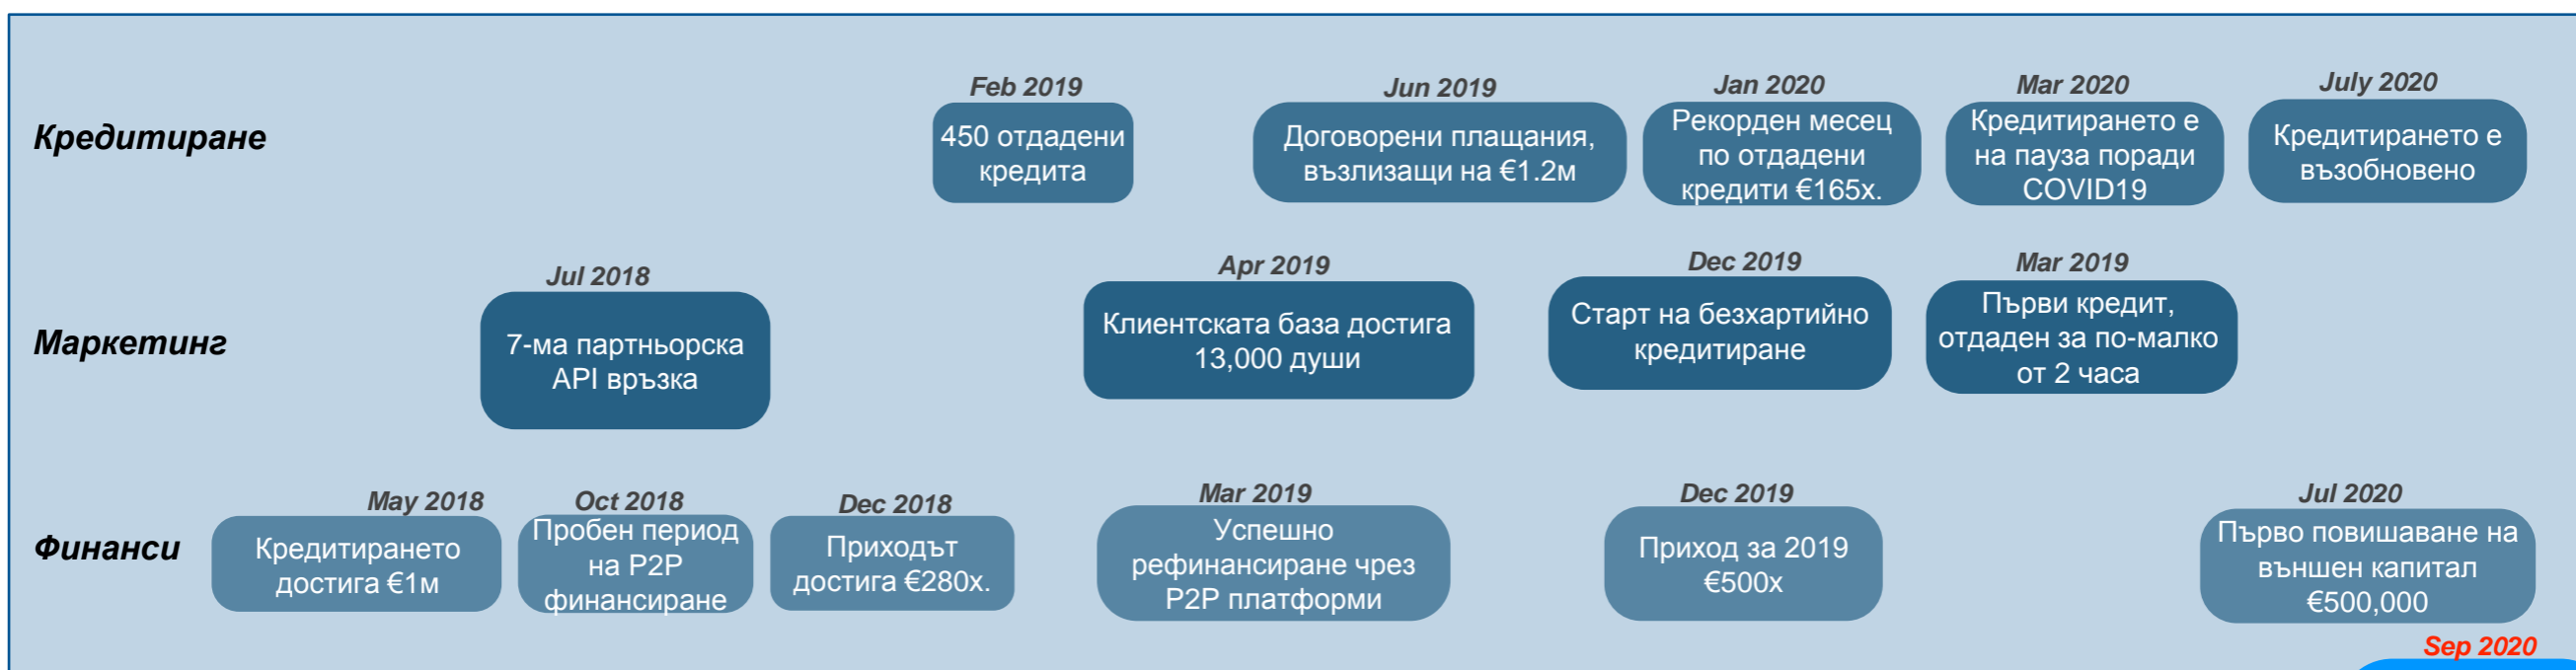 Кредитиране
Feb 2019
450 отдадени
кредита
Jun 2019
Договорени плащания,
възлизащи на €1.2м
Jan 2020
Рекорден месец
по отдадени
кредити €165х.
Mar 2020
Кредитирането е
на пауза поради
COVID19
July 2020
Кредитирането е
възобновено
Маркетинг
Jul 2018
7-ма партньорска
API връзка
Apr 2019
Клиентската база достига
13,000 души
Dec 2019
Старт на безхартийно
кредитиране
Mar 2019
Първи кредит,
отдаден за по-малко
от 2 часа
Финанси
May 2018
Кредитирането
достига €1м
Oct 2018
Пробен период
на P2P
финансиране
Dec 2018
Приходът
достига €280х.
Mar 2019
Успешно
рефинансиране чрез
P2P платформи
Dec 2019
Приход за 2019
€500х
Jul 2020
Първо повишаване на
външен капитал
€500,000
Sep 2020